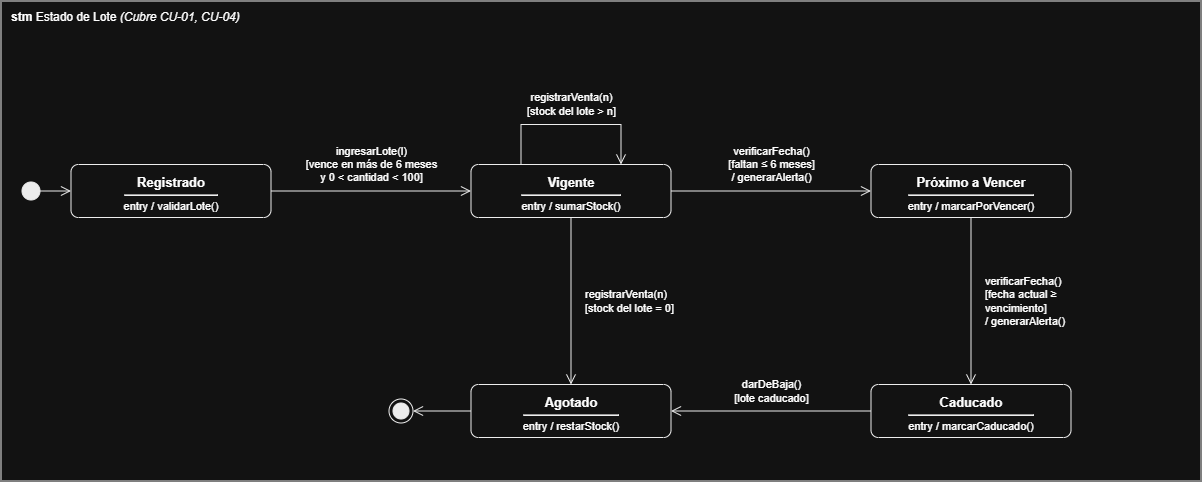 stm Estado de Lote (Cubre CU-01, CU-04)
registrarVenta(n)
[stock del lote > n]
ingresarLote(l)
[vence en más de 6 meses
y 0 < cantidad < 100]
verificarFecha()
[faltan ≤ 6 meses]
/ generarAlerta()
Registrado
entry / validarLote()
Vigente
entry / sumarStock()
Próximo a Vencer
entry / marcarPorVencer()
registrarVenta(n)
[stock del lote = 0]
verificarFecha()
[fecha actual ≥
vencimiento]
/ generarAlerta()
Agotado
entry / restarStock()
darDeBaja()
[lote caducado]
Caducado
entry / marcarCaducado()